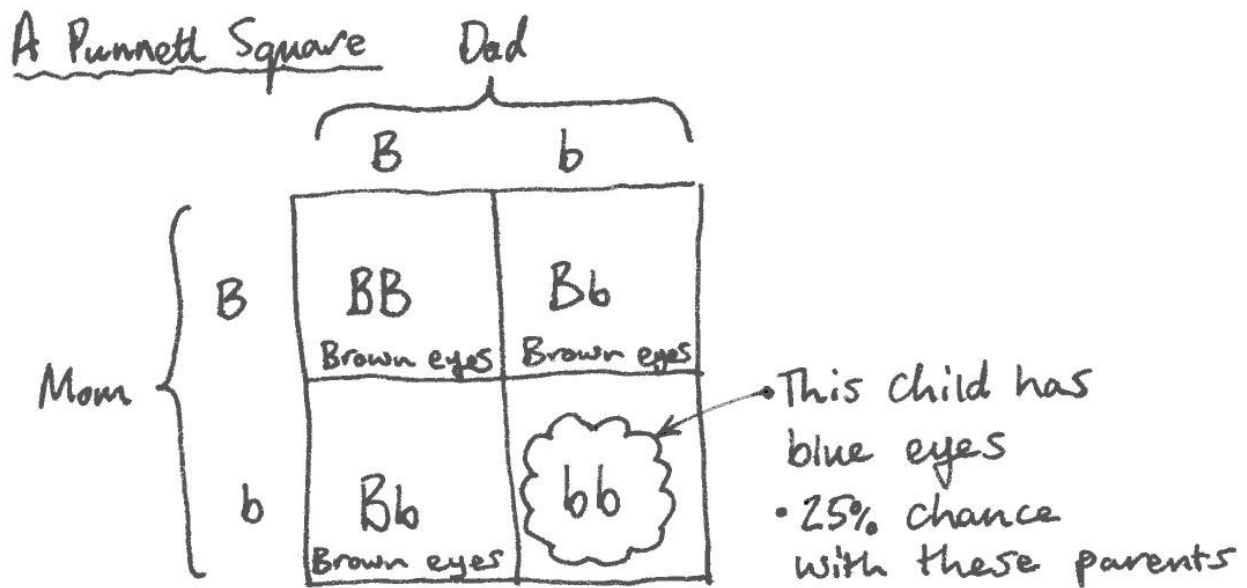 A Punnett Square
Dad
B b
B BB Bb
Brown eyes Brown eyes
Mom
b Bb bb
Brown eyes
• This child has
blue eyes
• 25% chance
with these parents